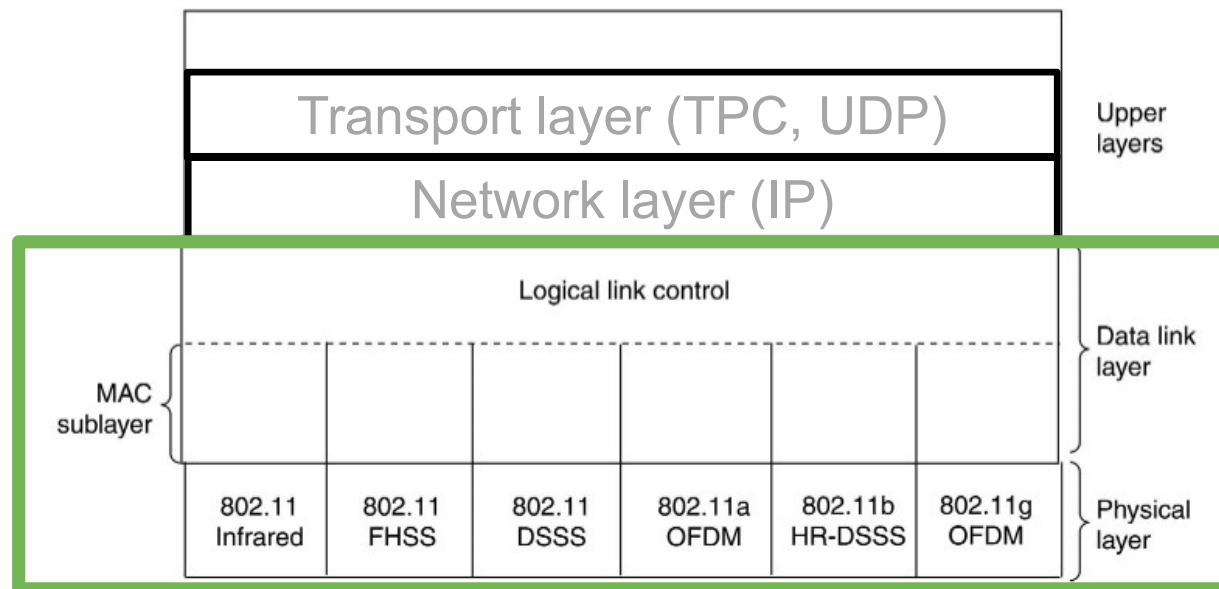 Transport layer (TPC, UDP)
Upper
layers
Network layer (IP)
Logical link control
Data link
layer
MAC
sublayer
802.11
Infrared
802.11
FHSS
802.11
DSSS
802.11a
OFDM
802.11b
HR-DSSS
802.11g
OFDM
Physical
layer